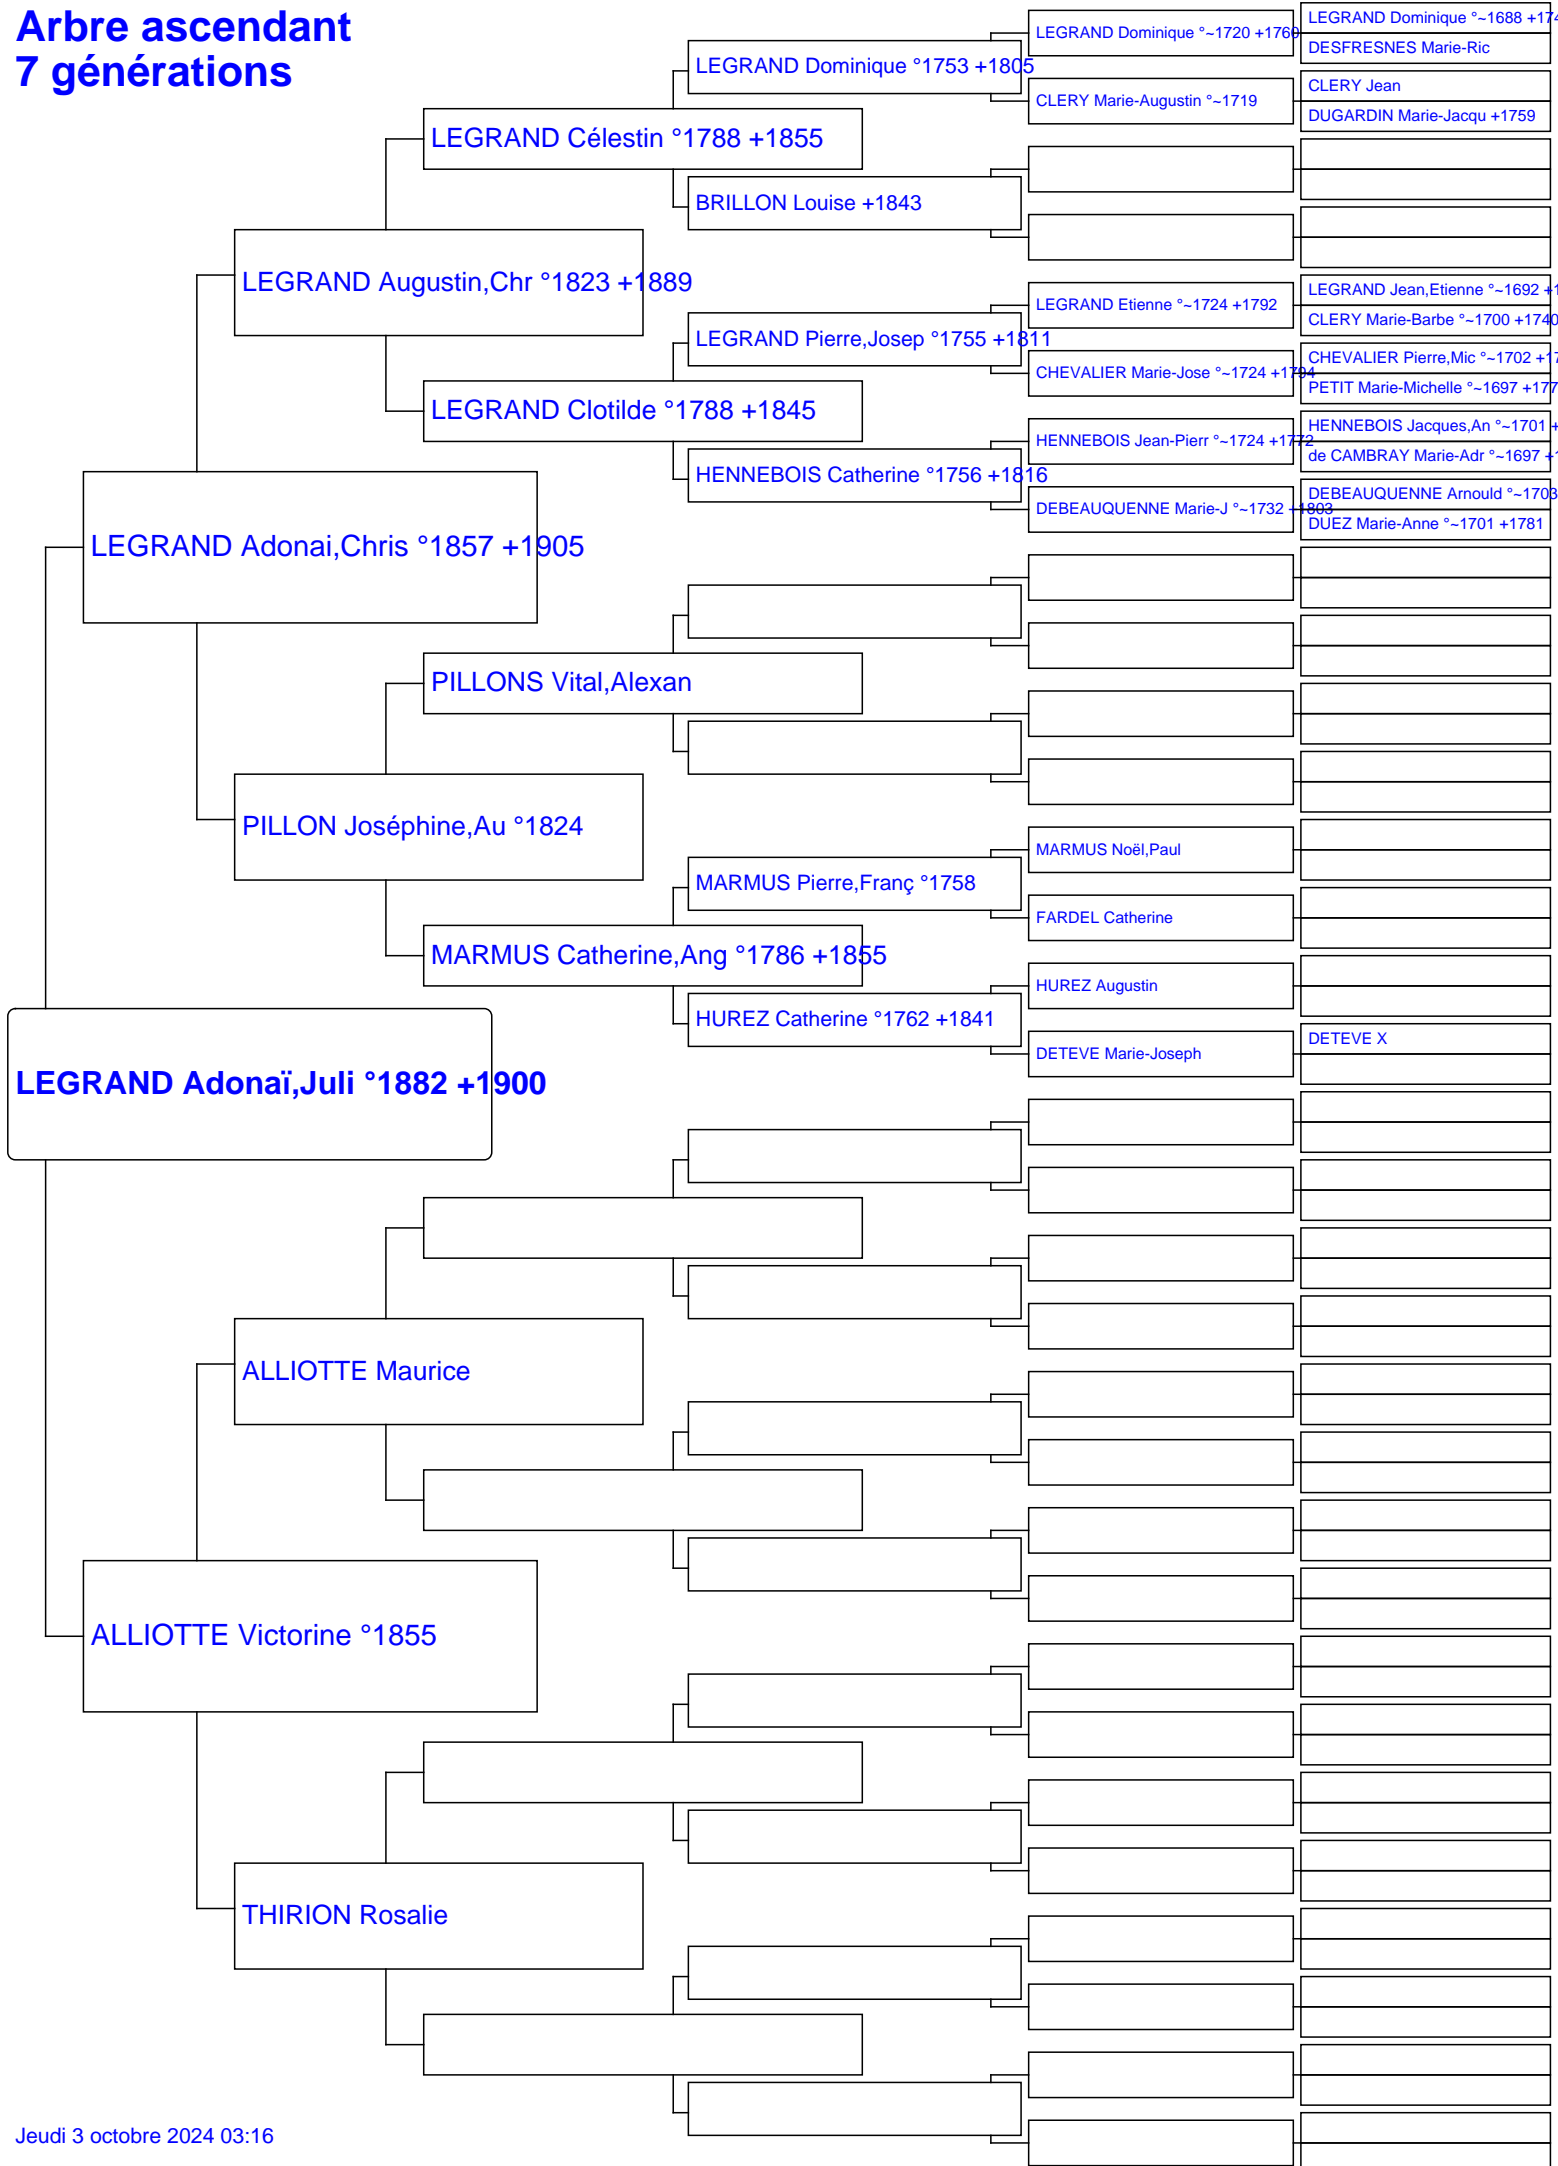 Arbre ascendant
7 générations
LEGRAND Adonaï,Juli °1882 +1900
LEGRAND Adonai,Chris °1857 +1905
ALLIOTTE Victorine °1855
LEGRAND Augustin,Chr °1823 +1889
PILLON Joséphine,Au °1824
ALLIOTTE Maurice
THIRION Rosalie
LEGRAND Célestin °1788 +1855
LEGRAND Clotilde °1788 +1845
PILLONS Vital,Alexan
MARMUS Catherine,Ang °1786 +1855
LEGRAND Dominique °1753 +1805
BRILLON Louise +1843
LEGRAND Pierre,Josep °1755 +1811
HENNEBOIS Catherine °1756 +1816
MARMUS Pierre,Franç °1758
HUREZ Catherine °1762 +1841
LEGRAND Dominique °~1720 +1760
CLERY Marie-Augustin °~1719
LEGRAND Etienne °~1724 +1792
CHEVALIER Marie-Jose °~1724 +1794
HENNEBOIS Jean-Pierr °~1724 +1772
DEBEAUQUENNE Marie-J °~1732 +1803
MARMUS Noël,Paul
FARDEL Catherine
HUREZ Augustin
DETEVE Marie-Joseph
LEGRAND Dominique °~1688 +174
DESFRESNES Marie-Ric
CLERY Jean
DUGARDIN Marie-Jacqu +1759
LEGRAND Jean,Etienne °~1692 +1
CLERY Marie-Barbe °~1700 +1740
CHEVALIER Pierre,Mic °~1702 +17
PETIT Marie-Michelle °~1697 +177
HENNEBOIS Jacques,An °~1701 +
de CAMBRAY Marie-Adr °~1697 +1
DEBEAUQUENNE Arnould °~1703
DUEZ Marie-Anne °~1701 +1781
DETEVE X
Jeudi 3 octobre 2024 03:16